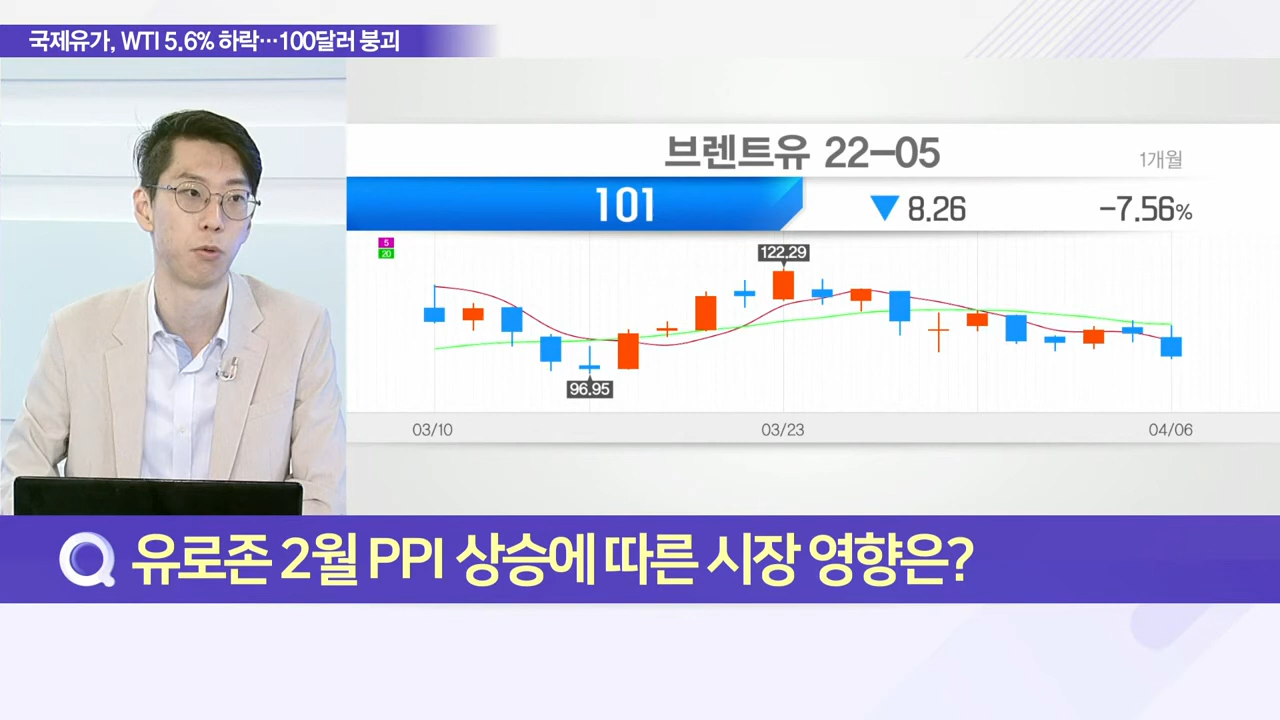 국제유가, WTI 5.6% 하락…100달러 붕괴
브렌트유 22-05
1개월
101
▼ 8.26
-7.56%
5
20
122.29
96.95
03/10
03/23
04/06
Q 유로존 2월 PPI 상승에 따른 시장 영향은?